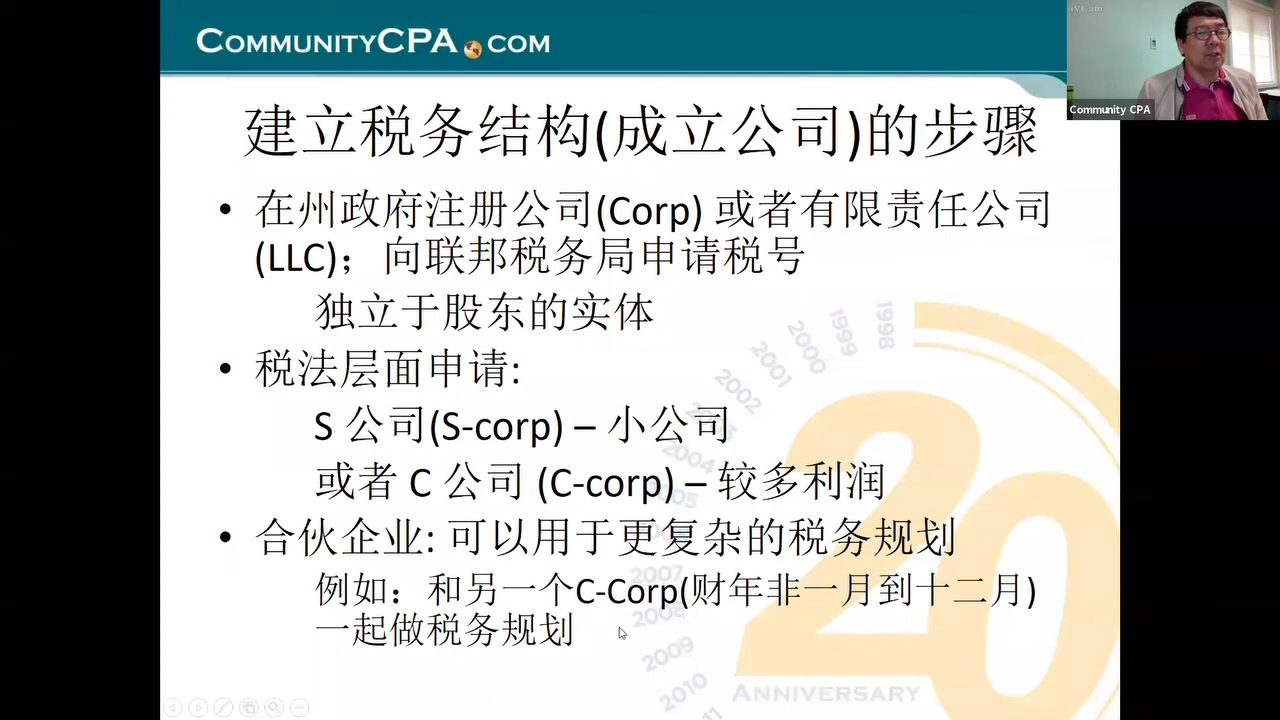 COMMUNITYCPA.COM
iVCam
Community CPA
建立税务结构(成立公司)的步骤
• 在州政府注册公司(Corp) 或者有限责任公司
(LLC)；向联邦税务局申请税号
独立于股东的实体
• 税法层面申请:
S 公司(S-corp) – 小公司
或者 C 公司 (C-corp) – 较多利润
• 合伙企业: 可以用于更复杂的税务规划
例如：和另一个C-Corp(财年非一月到十二月)
一起做税务规划
1998
1999
2000
2001
2002
2004
2007
2008
2009
2010
20
ANNIVERSARY